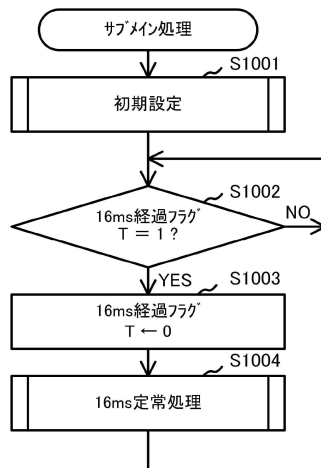 サブメイン処理
S1001
初期設定
S1002
16ms経過フラグ
T = 1 ?
NO
YES
S1003
16ms経過フラグ
T ← 0
S1004
16ms定常処理